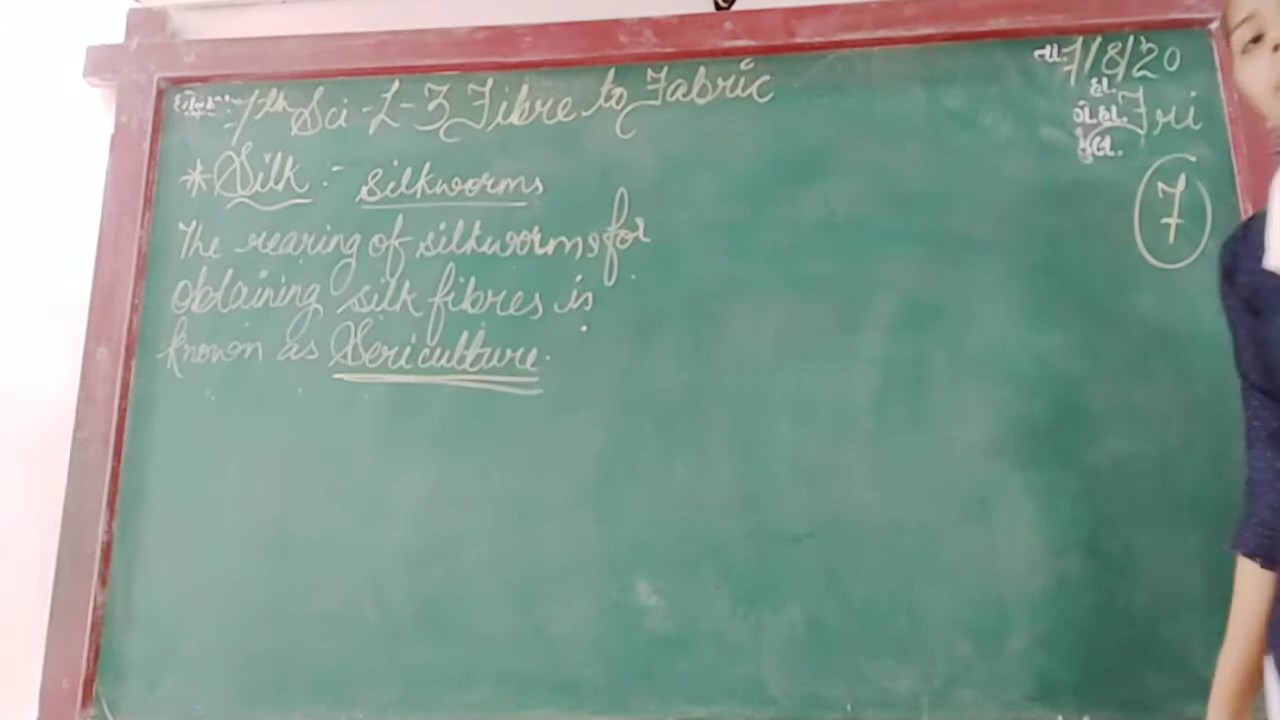 7th Sci - L-3 Fibre to Fabric
તા. 7/8/20
Fri
7
* Silk :- silkworms
The rearing of silkworms for
obtaining silk fibres is
known as Sericulture.